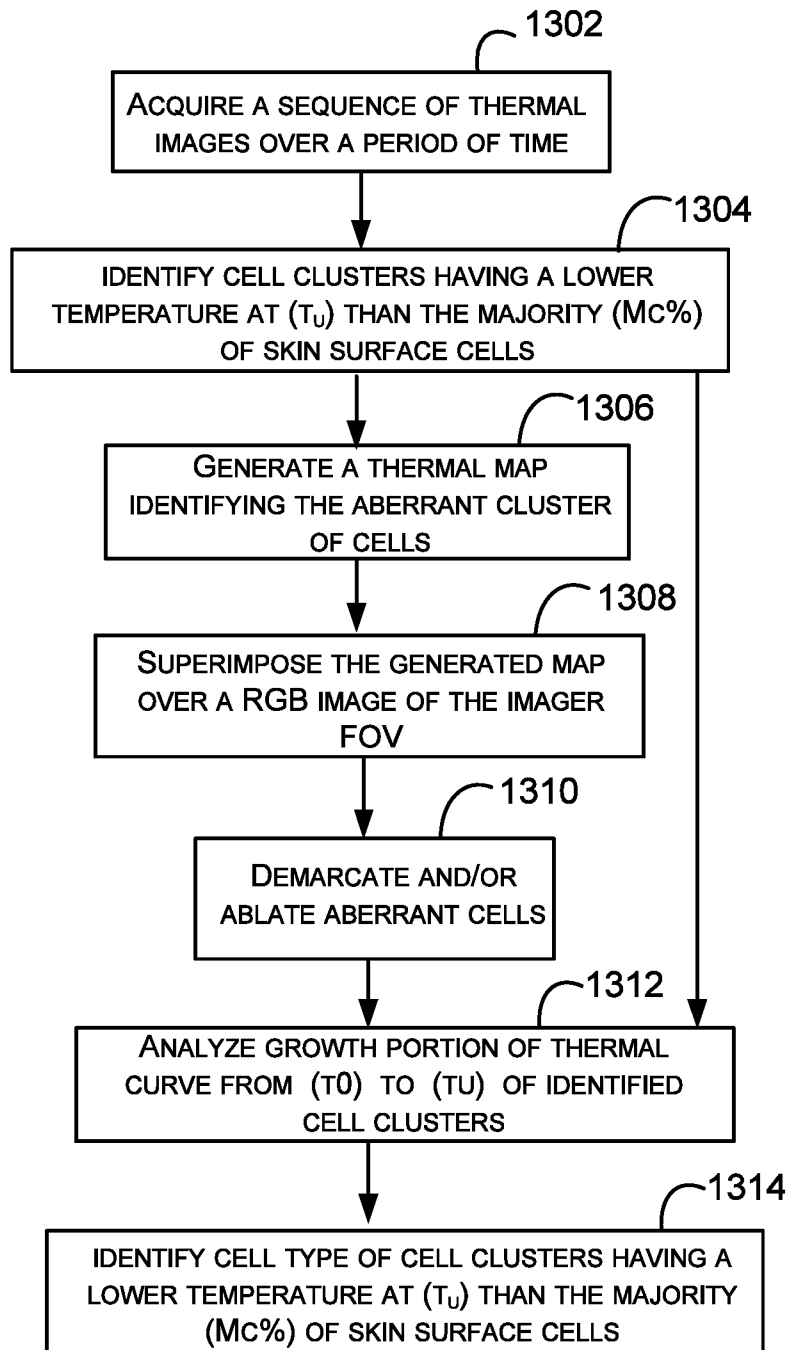 1302
ACQUIRE A SEQUENCE OF THERMAL
IMAGES OVER A PERIOD OF TIME
1304
IDENTIFY CELL CLUSTERS HAVING A LOWER
TEMPERATURE AT (TU) THAN THE MAJORITY (MC%)
OF SKIN SURFACE CELLS
1306
GENERATE A THERMAL MAP
IDENTIFYING THE ABERRANT CLUSTER
OF CELLS
1308
SUPERIMPOSE THE GENERATED MAP
OVER A RGB IMAGE OF THE IMAGER
FOV
1310
DEMARCATE AND/OR
ABLATE ABERRANT CELLS
1312
ANALYZE GROWTH PORTION OF THERMAL
CURVE FROM (T0) TO (TU) OF IDENTIFIED
CELL CLUSTERS
1314
IDENTIFY CELL TYPE OF CELL CLUSTERS HAVING A
LOWER TEMPERATURE AT (TU) THAN THE MAJORITY
(MC%) OF SKIN SURFACE CELLS